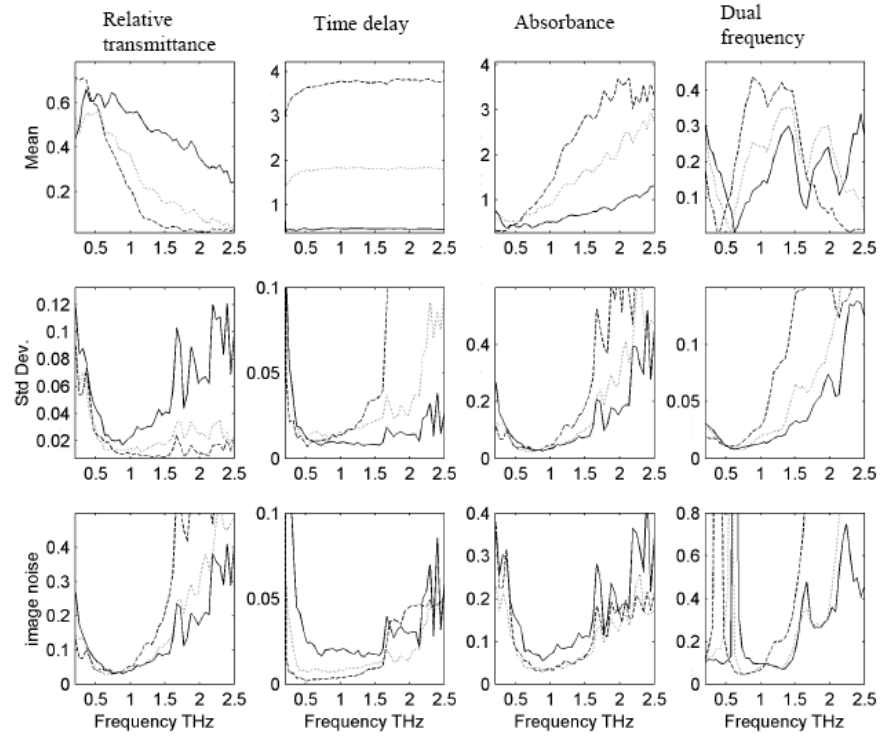 Relative transmittance
Time delay
Absorbance
Dual frequency
Mean
0.6
0.4
0.2
0.5 1 1.5 2 2.5
4
3
2
1
0.5 1 1.5 2 2.5
4
3
2
1
0.5 1 1.5 2 2.5
0.4
0.3
0.2
0.1
0.5 1 1.5 2 2.5
Std Dev.
0.12
0.1
0.08
0.06
0.04
0.02
0.5 1 1.5 2 2.5
0.1
0.05
0
0.5 1 1.5 2 2.5
0.4
0.2
0
0.5 1 1.5 2 2.5
0.1
0.05
0
0.5 1 1.5 2 2.5
image noise
0.4
0.3
0.2
0.1
0
0.5 1 1.5 2 2.5
Frequency THz
0.1
0.05
0
0.5 1 1.5 2 2.5
Frequency THz
0.4
0.3
0.2
0.1
0
0.5 1 1.5 2 2.5
Frequency THz
0.8
0.6
0.4
0.2
0
0.5 1 1.5 2 2.5
Frequency THz